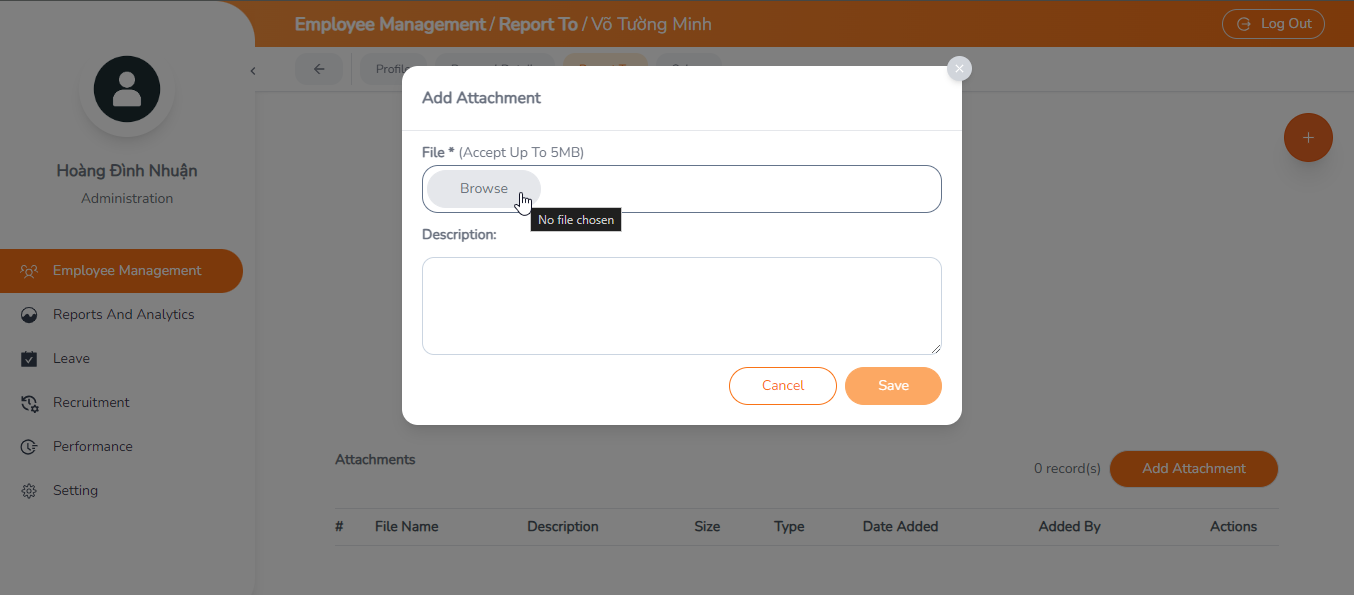 Employee Management / Report To / Võ Tường Minh
Log Out
Profile
Hoàng Đình Nhuận
Administration
Employee Management
Reports And Analytics
Leave
Recruitment
Performance
Setting
Add Attachment
File * (Accept Up To 5MB)
Browse
No file chosen
Description:
Cancel
Save
Attachments
0 record(s)
Add Attachment
# File Name Description Size Type Date Added Added By Actions